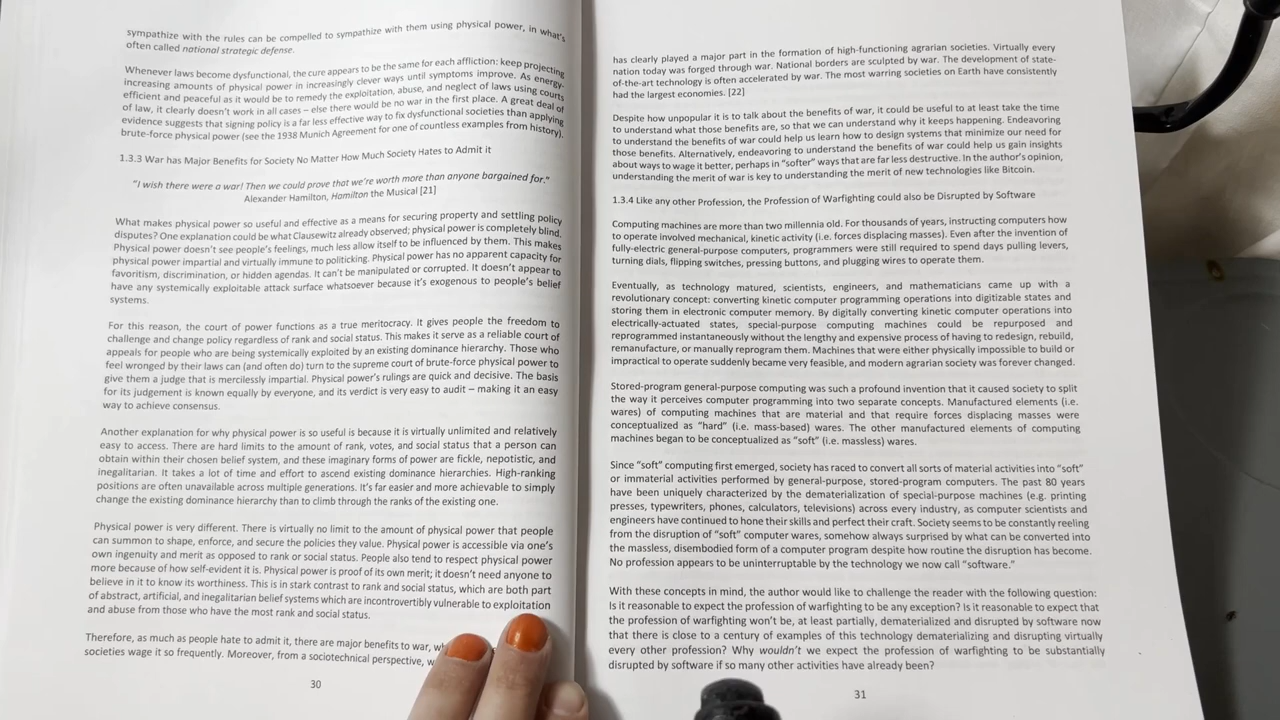 sympathize with the rules can be compelled to sympathize with them using physical power, in what's
often called notional strategic defense.
Whenever laws become dysfunctional, the cure appears to be the same for each affliction: keep projecting
increasing amounts of physical power in increasingly clever ways until symptoms improve. As energy-
efficient and peaceful as it would be to remedy the exploitation, abuse, and neglect of laws using courts
of law, it clearly doesn't work in all cases – else there would be no war in the first place. A great deal of
evidence suggests that signing policy is a far less effective way to fix dysfunctional societies than applying
brute-force physical power (see the 1938 Munich Agreement for one of countless examples from history).
1.3.3 War has Major Benefits for Society No Matter How Much Society Hates to Admit it
"I wish there were a war! Then we could prove that we're worth more than anyone bargained for."
Alexander Hamilton, Hamilton the Musical [21]
What makes physical power so useful and effective as a means for securing property and settling policy
disputes? One explanation could be what Clausewitz already observed; physical power is completely blind.
Physical power doesn't see people's feelings, much less allow itself to be influenced by them. This makes
physical power impartial and virtually immune to politicking. Physical power has no apparent capacity for
favoritism, discrimination, or hidden agendas. It can't be manipulated or corrupted. It doesn't appear to
have any systemically exploitable attack surface whatsoever because it's exogenous to people's belief
systems.
For this reason, the court of power functions as a true meritocracy. It gives people the freedom to
challenge and change policy regardless of rank and social status. This makes it serve as a reliable court of
appeals for people who are being systemically exploited by an existing dominance hierarchy. Those who
feel wronged by their laws can (and often do) turn to the supreme court of brute-force physical power to
give them a judge that is mercilessly impartial. Physical power's rulings are quick and decisive. The basis
for its judgement is known equally by everyone, and its verdict is very easy to audit – making it an easy
way to achieve consensus.
Another explanation for why physical power is so useful is because it is virtually unlimited and relatively
easy to access. There are hard limits to the amount of rank, votes, and social status that a person can
obtain within their chosen belief system, and these imaginary forms of power are fickle, nepotistic, and
inegalitarian. It takes a lot of time and effort to ascend existing dominance hierarchies. High-ranking
positions are often unavailable across multiple generations. It's far easier and more achievable to simply
change the existing dominance hierarchy than to climb through the ranks of the existing one.
Physical power is very different. There is virtually no limit to the amount of physical power that people
can summon to shape, enforce, and secure the policies they value. Physical power is accessible via one's
own ingenuity and merit as opposed to rank or social status. People also tend to respect physical power
more because of how self-evident it is. Physical power is proof of its own merit; it doesn't need anyone to
believe in it to know its worthiness. This is in stark contrast to rank and social status, which are both part
of abstract, artificial, and inegalitarian belief systems which are incontrovertibly vulnerable to exploitation
and abuse from those who have the most rank and social status.
Therefore, as much as people hate to admit it, there are major benefits to war,
societies wage it so frequently. Moreover, from a sociotechnical perspective,
30
has clearly played a major part in the formation of high-functioning agrarian societies. Virtually every
nation today was forged through war. National borders are sculpted by war. The development of state-
of-the-art technology is often accelerated by war. The most warring societies on Earth have consistently
had the largest economies. [22]
Despite how unpopular it is to talk about the benefits of war, it could be useful to at least take the time
to understand what those benefits are, so that we can understand why it keeps happening. Endeavoring
to understand the benefits of war could help us learn how to design systems that minimize our need for
those benefits. Alternatively, endeavoring to understand the benefits of war could help us gain insights
about ways to wage it better, perhaps in "softer" ways that are far less destructive. In the author's opinion,
understanding the merit of war is key to understanding the merit of new technologies like Bitcoin.
1.3.4 Like any other Profession, the Profession of Warfighting could also be Disrupted by Software
Computing machines are more than two millennia old. For thousands of years, instructing computers how
to operate involved mechanical, kinetic activity (i.e. forces displacing masses). Even after the invention of
fully-electric general-purpose computers, programmers were still required to spend days pulling levers,
turning dials, flipping switches, pressing buttons, and plugging wires to operate them.
Eventually, as technology matured, scientists, engineers, and mathematicians came up with a
revolutionary concept: converting kinetic computer programming operations into digitizable states and
storing them in electronic computer memory. By digitally converting kinetic computer operations into
electrically-actuated states, special-purpose computing machines could be repurposed and
reprogrammed instantaneously without the lengthy and expensive process of having to redesign, rebuild,
remanufacture, or manually reprogram them. Machines that were either physically impossible to build or
impractical to operate suddenly became very feasible, and modern agrarian society was forever changed.
Stored-program general-purpose computing was such a profound invention that it caused society to split
the way it perceives computer programming into two separate concepts. Manufactured elements (i.e.
wares) of computing machines that are material and that require forces displacing masses were
conceptualized as "hard" (i.e. mass-based) wares. The other manufactured elements of computing
machines began to be conceptualized as "soft" (i.e. massless) wares.
Since "soft" computing first emerged, society has raced to convert all sorts of material activities into "soft"
or immaterial activities performed by general-purpose, stored-program computers. The past 80 years
have been uniquely characterized by the dematerialization of special-purpose machines (e.g. printing
presses, typewriters, phones, calculators, televisions) across every industry, as computer scientists and
engineers have continued to hone their skills and perfect their craft. Society seems to be constantly reeling
from the disruption of "soft" computer wares, somehow always surprised by what can be converted into
the massless, disembodied form of a computer program despite how routine the disruption has become.
No profession appears to be uninterruptable by the technology we now call "software."
With these concepts in mind, the author would like to challenge the reader with the following question:
Is it reasonable to expect the profession of warfighting to be any exception? Is it reasonable to expect that
the profession of warfighting won't be, at least partially, dematerialized and disrupted by software now
that there is close to a century of examples of this technology dematerializing and disrupting virtually
every other profession? Why wouldn't we expect the profession of warfighting to be substantially
disrupted by software if so many other activities have already been?
31